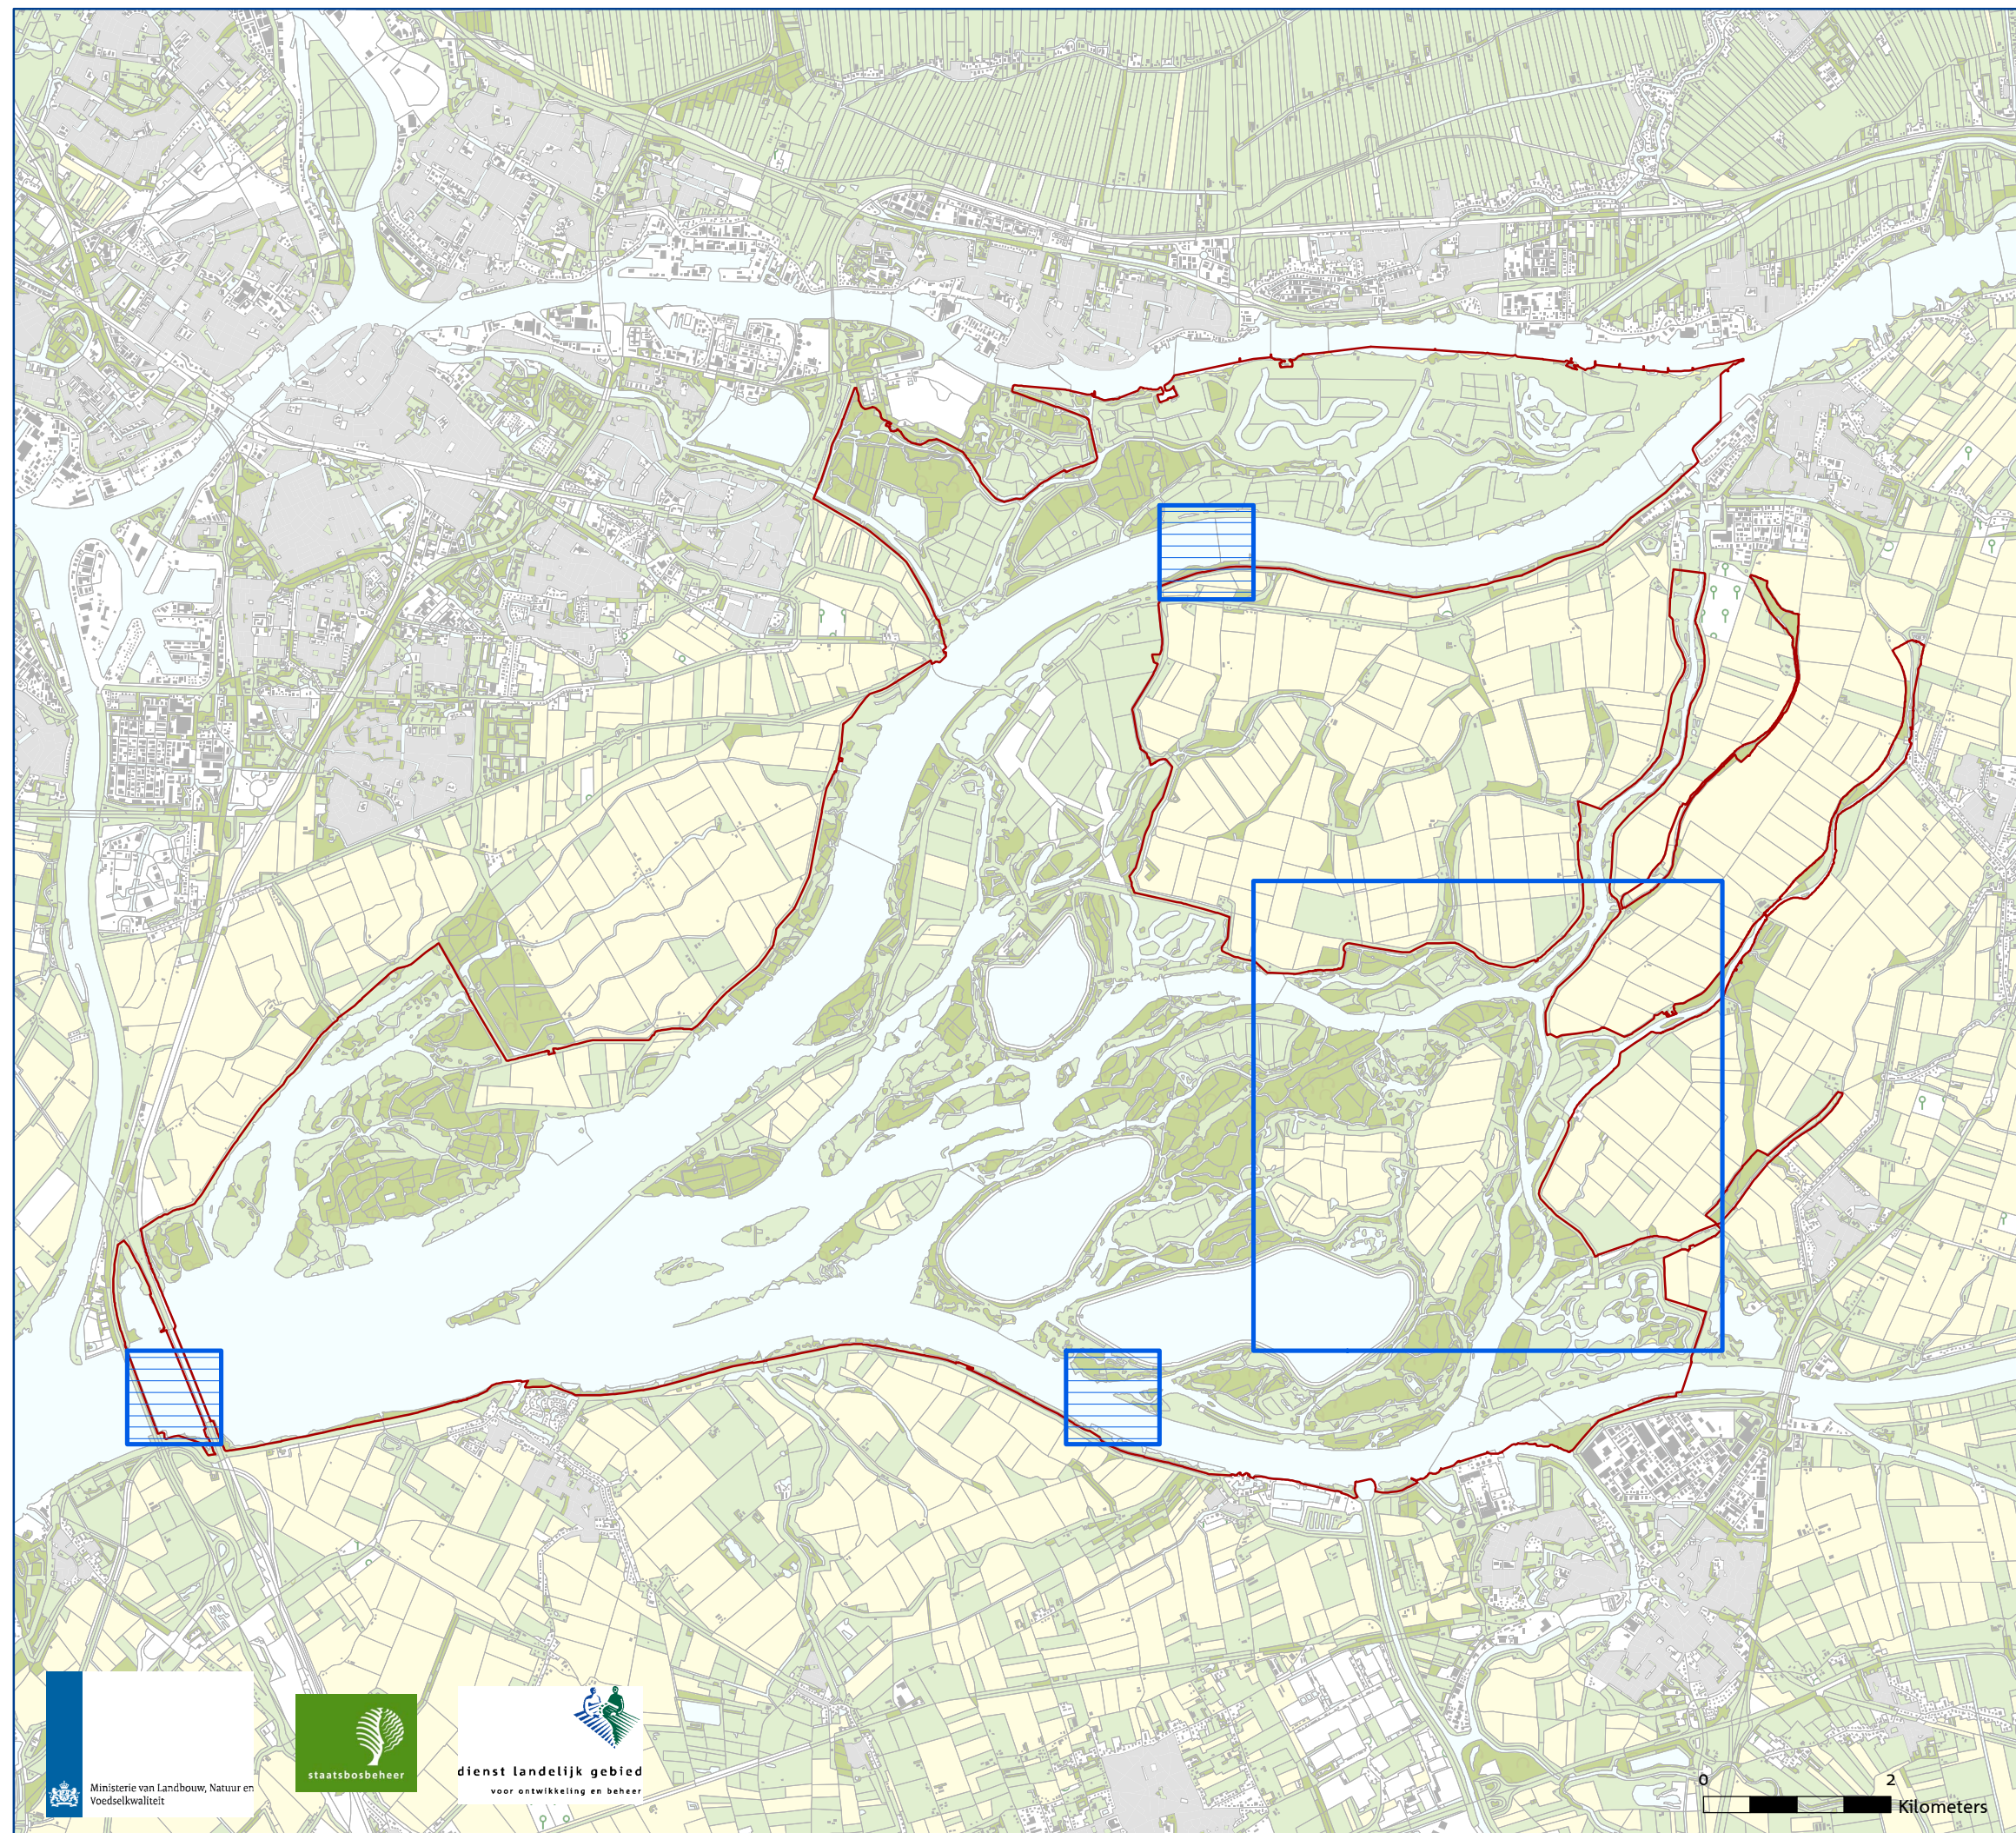 Ministerie van Landbouw, Natuur en
Voedselkwaliteit
staatsbosbeheer
dienst landelijk gebied
voor ontwikkeling en beheer
0 2
Kilometers